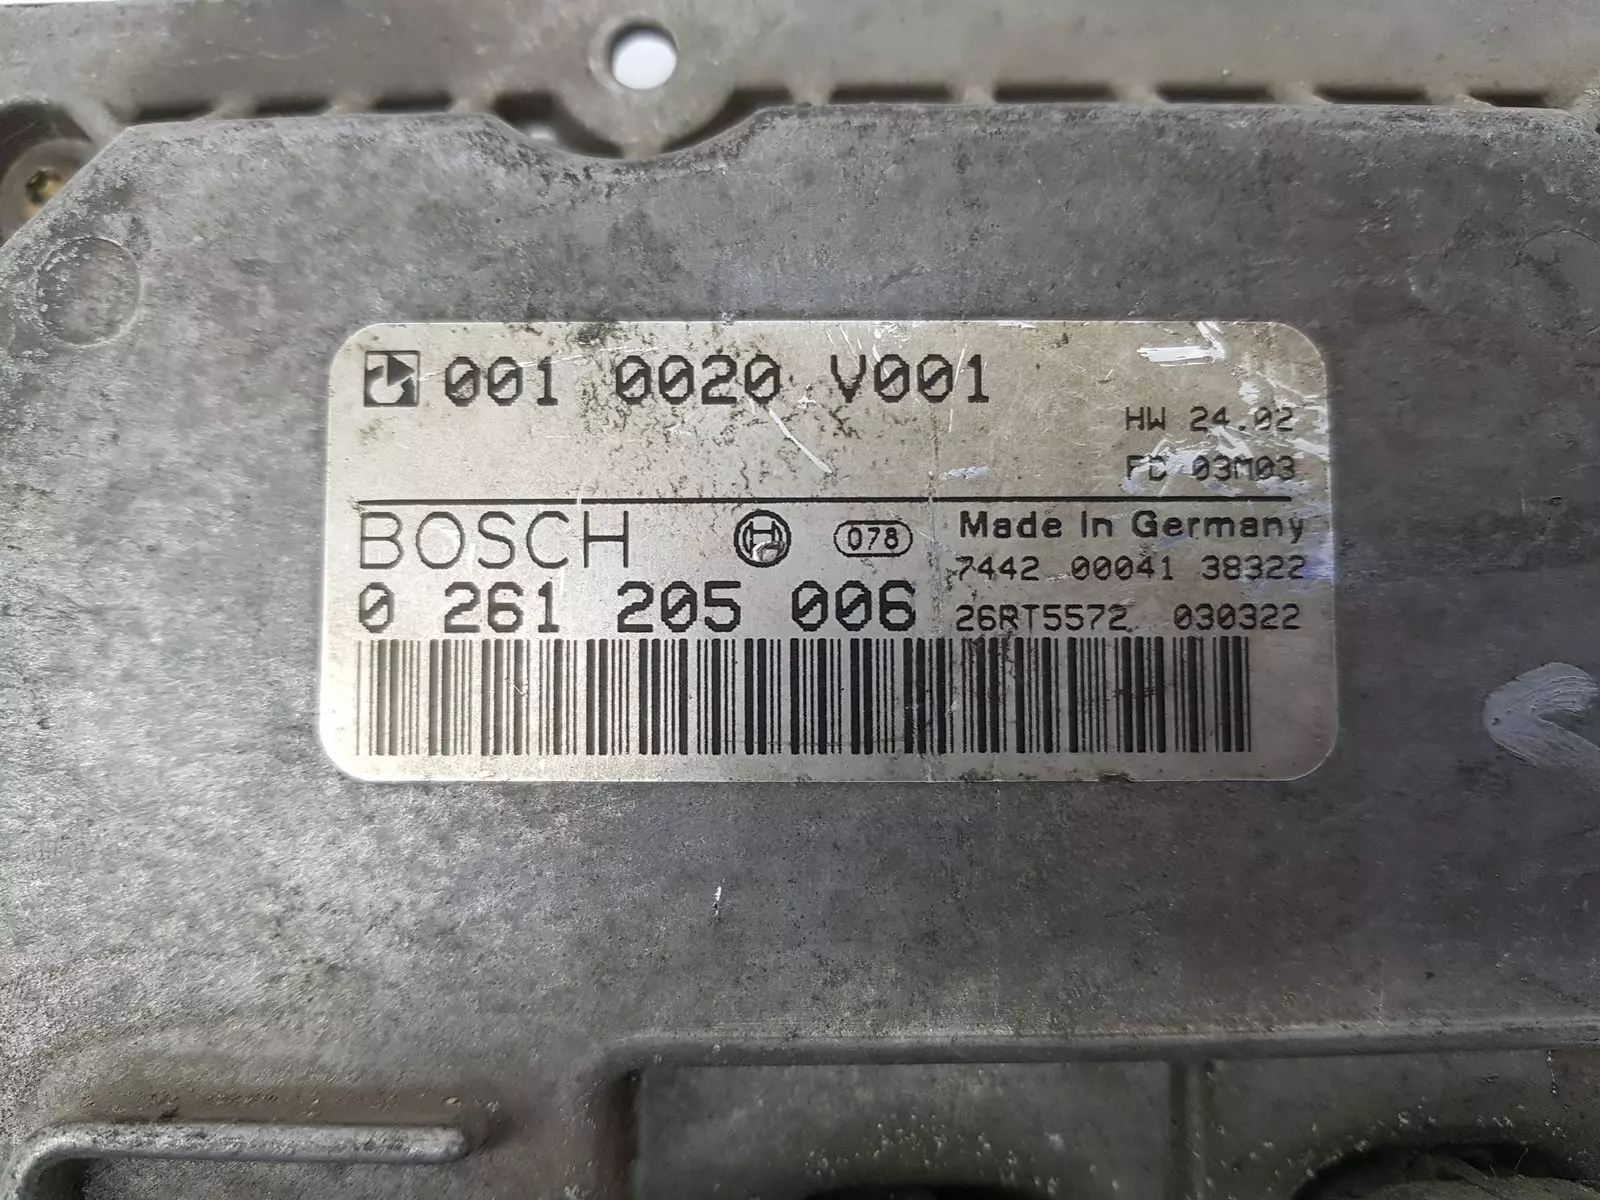 001 0020 V001
HW 24.02
FD 03M03
BOSCH
078
Made in Germany
7442 00041 38322
0 261 205 006
26RT5572 030322